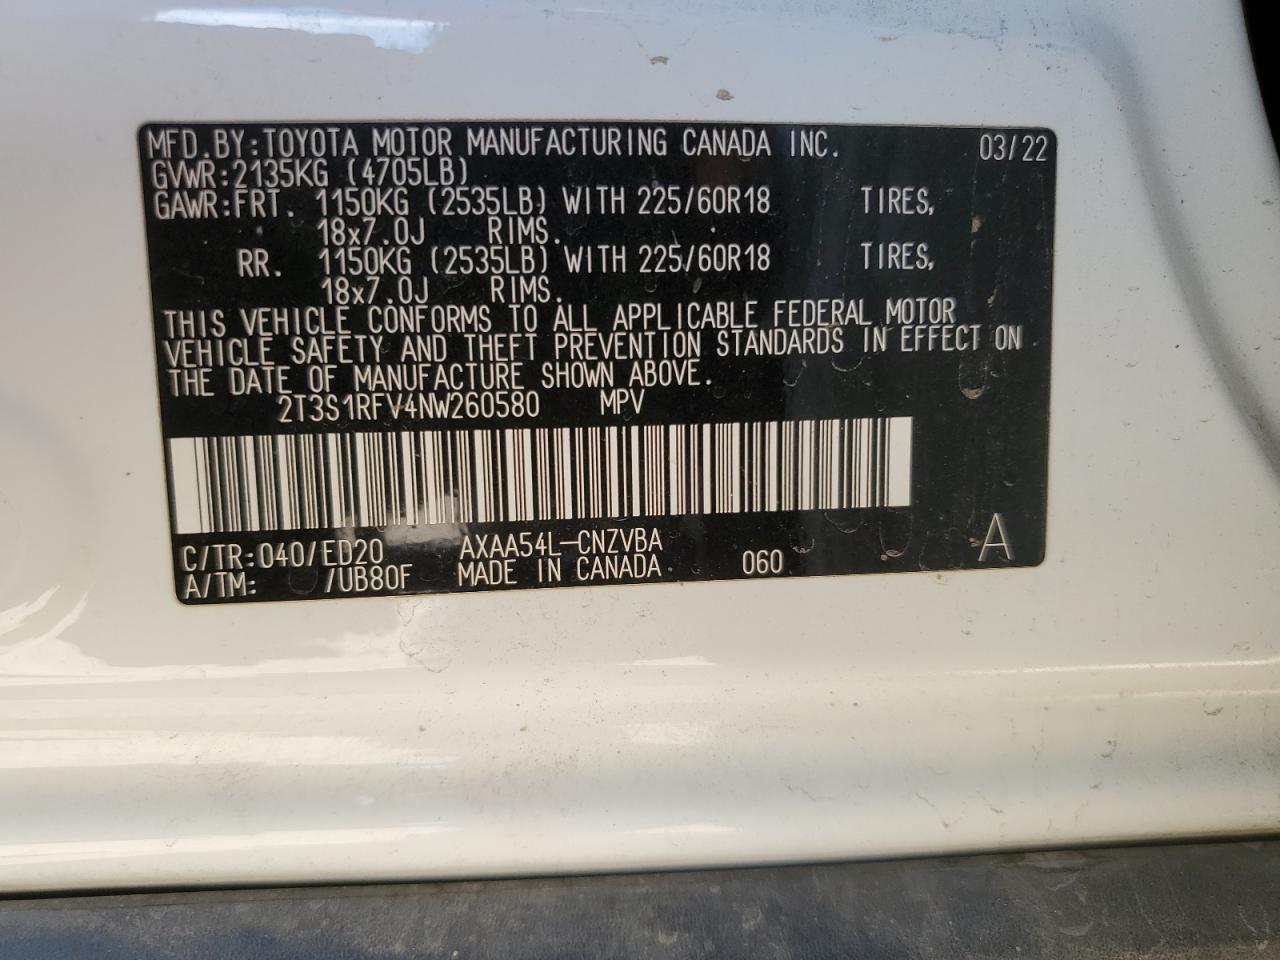 MFD.BY:TOYOTA MOTOR MANUFACTURING CANADA INC. 03/22
GVWR:2135KG (4705LB)
GAWR:FRT. 1150KG (2535LB) WITH 225/60R18 TIRES,
18x7.0J RIMS.
RR. 1150KG (2535LB) WITH 225/60R18 TIRES,
18x7.0J RIMS.
THIS VEHICLE CONFORMS TO ALL APPLICABLE FEDERAL MOTOR
VEHICLE SAFETY AND THEFT PREVENTION STANDARDS IN EFFECT ON
THE DATE OF MANUFACTURE SHOWN ABOVE.
2T3S1RFV4NW260580 MPV
C/TR:040/ED20 AXAA54L-CNZVBA
A/TM: /UB80F MADE IN CANADA 060 A